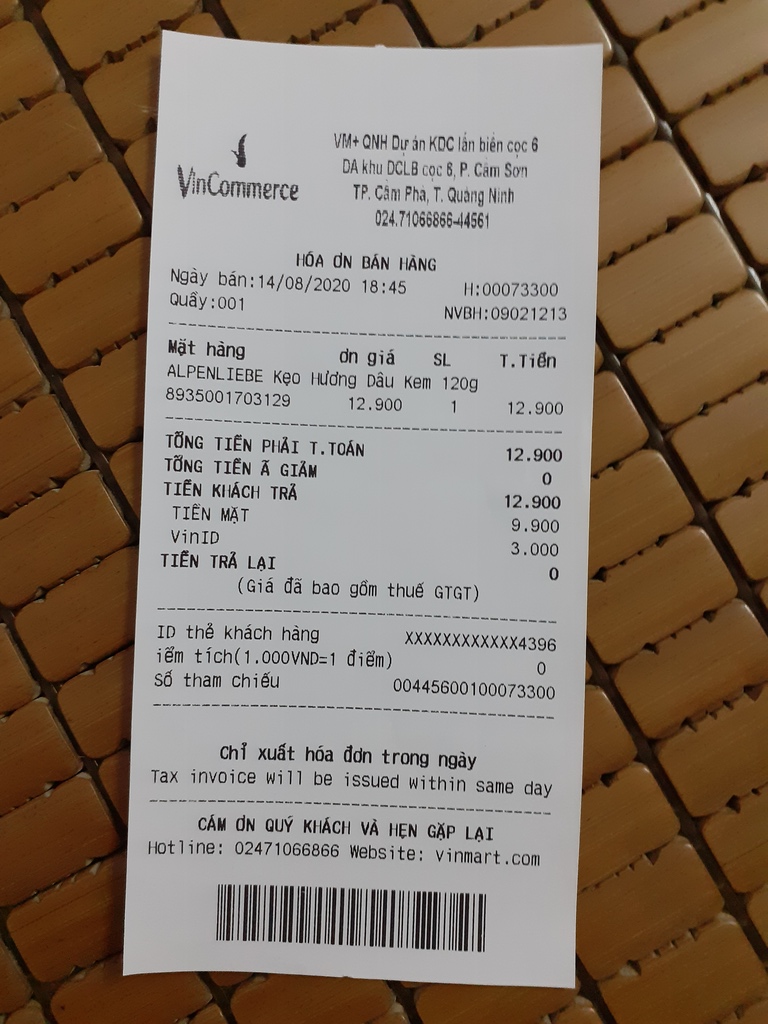 VinCommerce
VM+ QNH Dự án KDC lấn biển cọc 6
DA khu DCLB cọc 6, P. Cẩm Sơn
TP. Cẩm Phả, T. Quảng Ninh
024.71066866-44561
HÓA ƠN BÁN HÀNG
Ngày bán:14/08/2020 18:45 H:00073300
Quầy:001 NVBH:09021213
Mặt hàng ơn giá SL T.Tiền
ALPENLIEBE Kẹo Hương Dâu Kem 120g
8935001703129 12.900 1 12.900
TỔNG TIỀN PHẢI T.TOÁN 12.900
TỔNG TIỀN Ã GIẢM 0
TIỀN KHÁCH TRẢ 12.900
TIỀN MẶT 9.900
VinID 3.000
TIỀN TRẢ LẠI 0
(Giá đã bao gồm thuế GTGT)
ID thẻ khách hàng XXXXXXXXXXXX4396
iểm tích(1.000VND=1 điểm) 0
Số tham chiếu 00445600100073300
Chỉ xuất hóa đơn trong ngày
Tax invoice will be issued within same day
CÁM ƠN QUÝ KHÁCH VÀ HẸN GẶP LẠI
Hotline: 02471066866 Website: vinmart.com